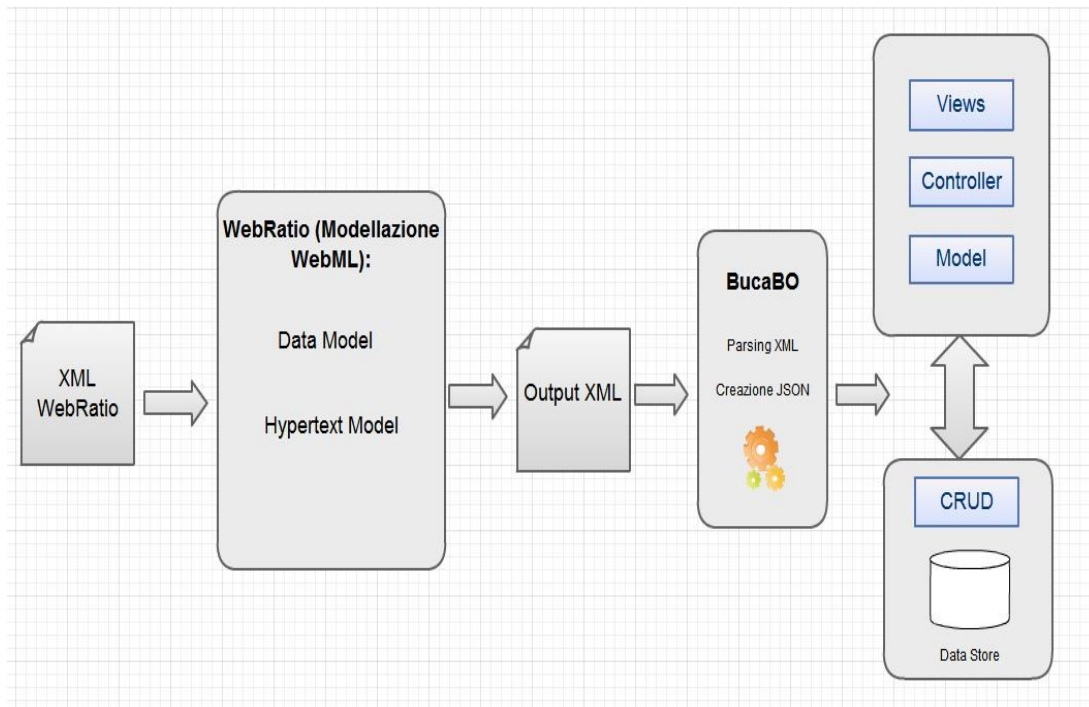 XML
WebRatio
WebRatio (Modellazione
WebML):
Data Model
Hypertext Model
Output XML
BucaBO
Parsing XML
Creazione JSON
Views
Controller
Model
CRUD
Data Store